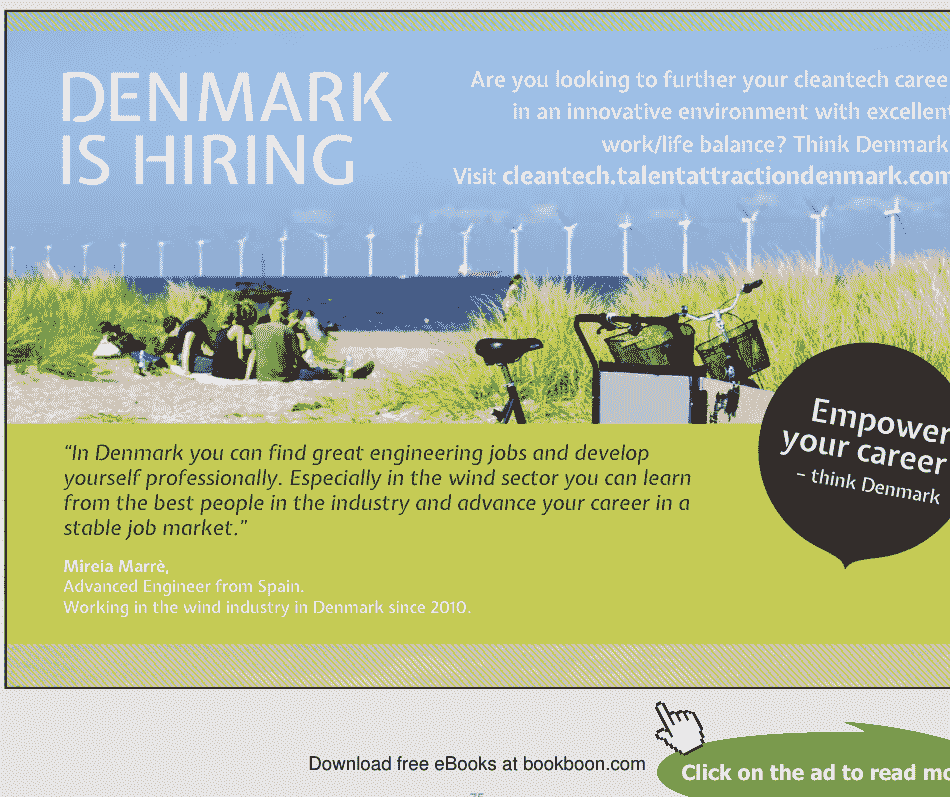 DENMARK
IS HIRING
Are you looking to further your cleantech caree
in an innovative environment with excellent
work/life balance? Think Denmark
Visit cleantech.talentattractiondenmark.com
Empower
your career
– think Denmark
“In Denmark you can find great engineering jobs and develop
yourself professionally. Especially in the wind sector you can learn
from the best people in the industry and advance your career in a
stable job market.”
Mireia Marrè,
Advanced Engineer from Spain.
Working in the wind industry in Denmark since 2010.
Download free eBooks at bookboon.com
Click on the ad to read mo